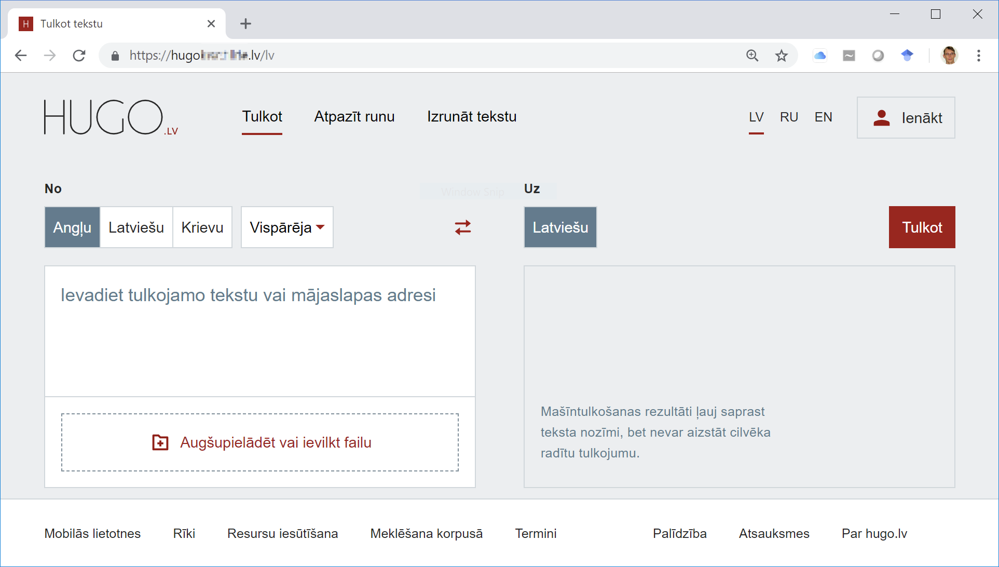 H Tulkot tekstu
https://hugo .lv/lv
HUGO.LV
Tulkot Atpazīt runu Izrunāt tekstu
LV RU EN Ienākt
No
Window Snip
Uz
Angļu Latviešu Krievu Vispārēja
Latviešu
Tulkot
Ievadiet tulkojamo tekstu vai mājaslapas adresi
Augšupielādēt vai ievilkt failu
Mašīntulkošanas rezultāti ļauj saprast
teksta nozīmi, bet nevar aizstāt cilvēka
radītu tulkojumu.
Mobilās lietotnes Rīki Resursu iesūtīšana Meklēšana korpusā Termini Palīdzība Atsauksmes Par hugo.lv